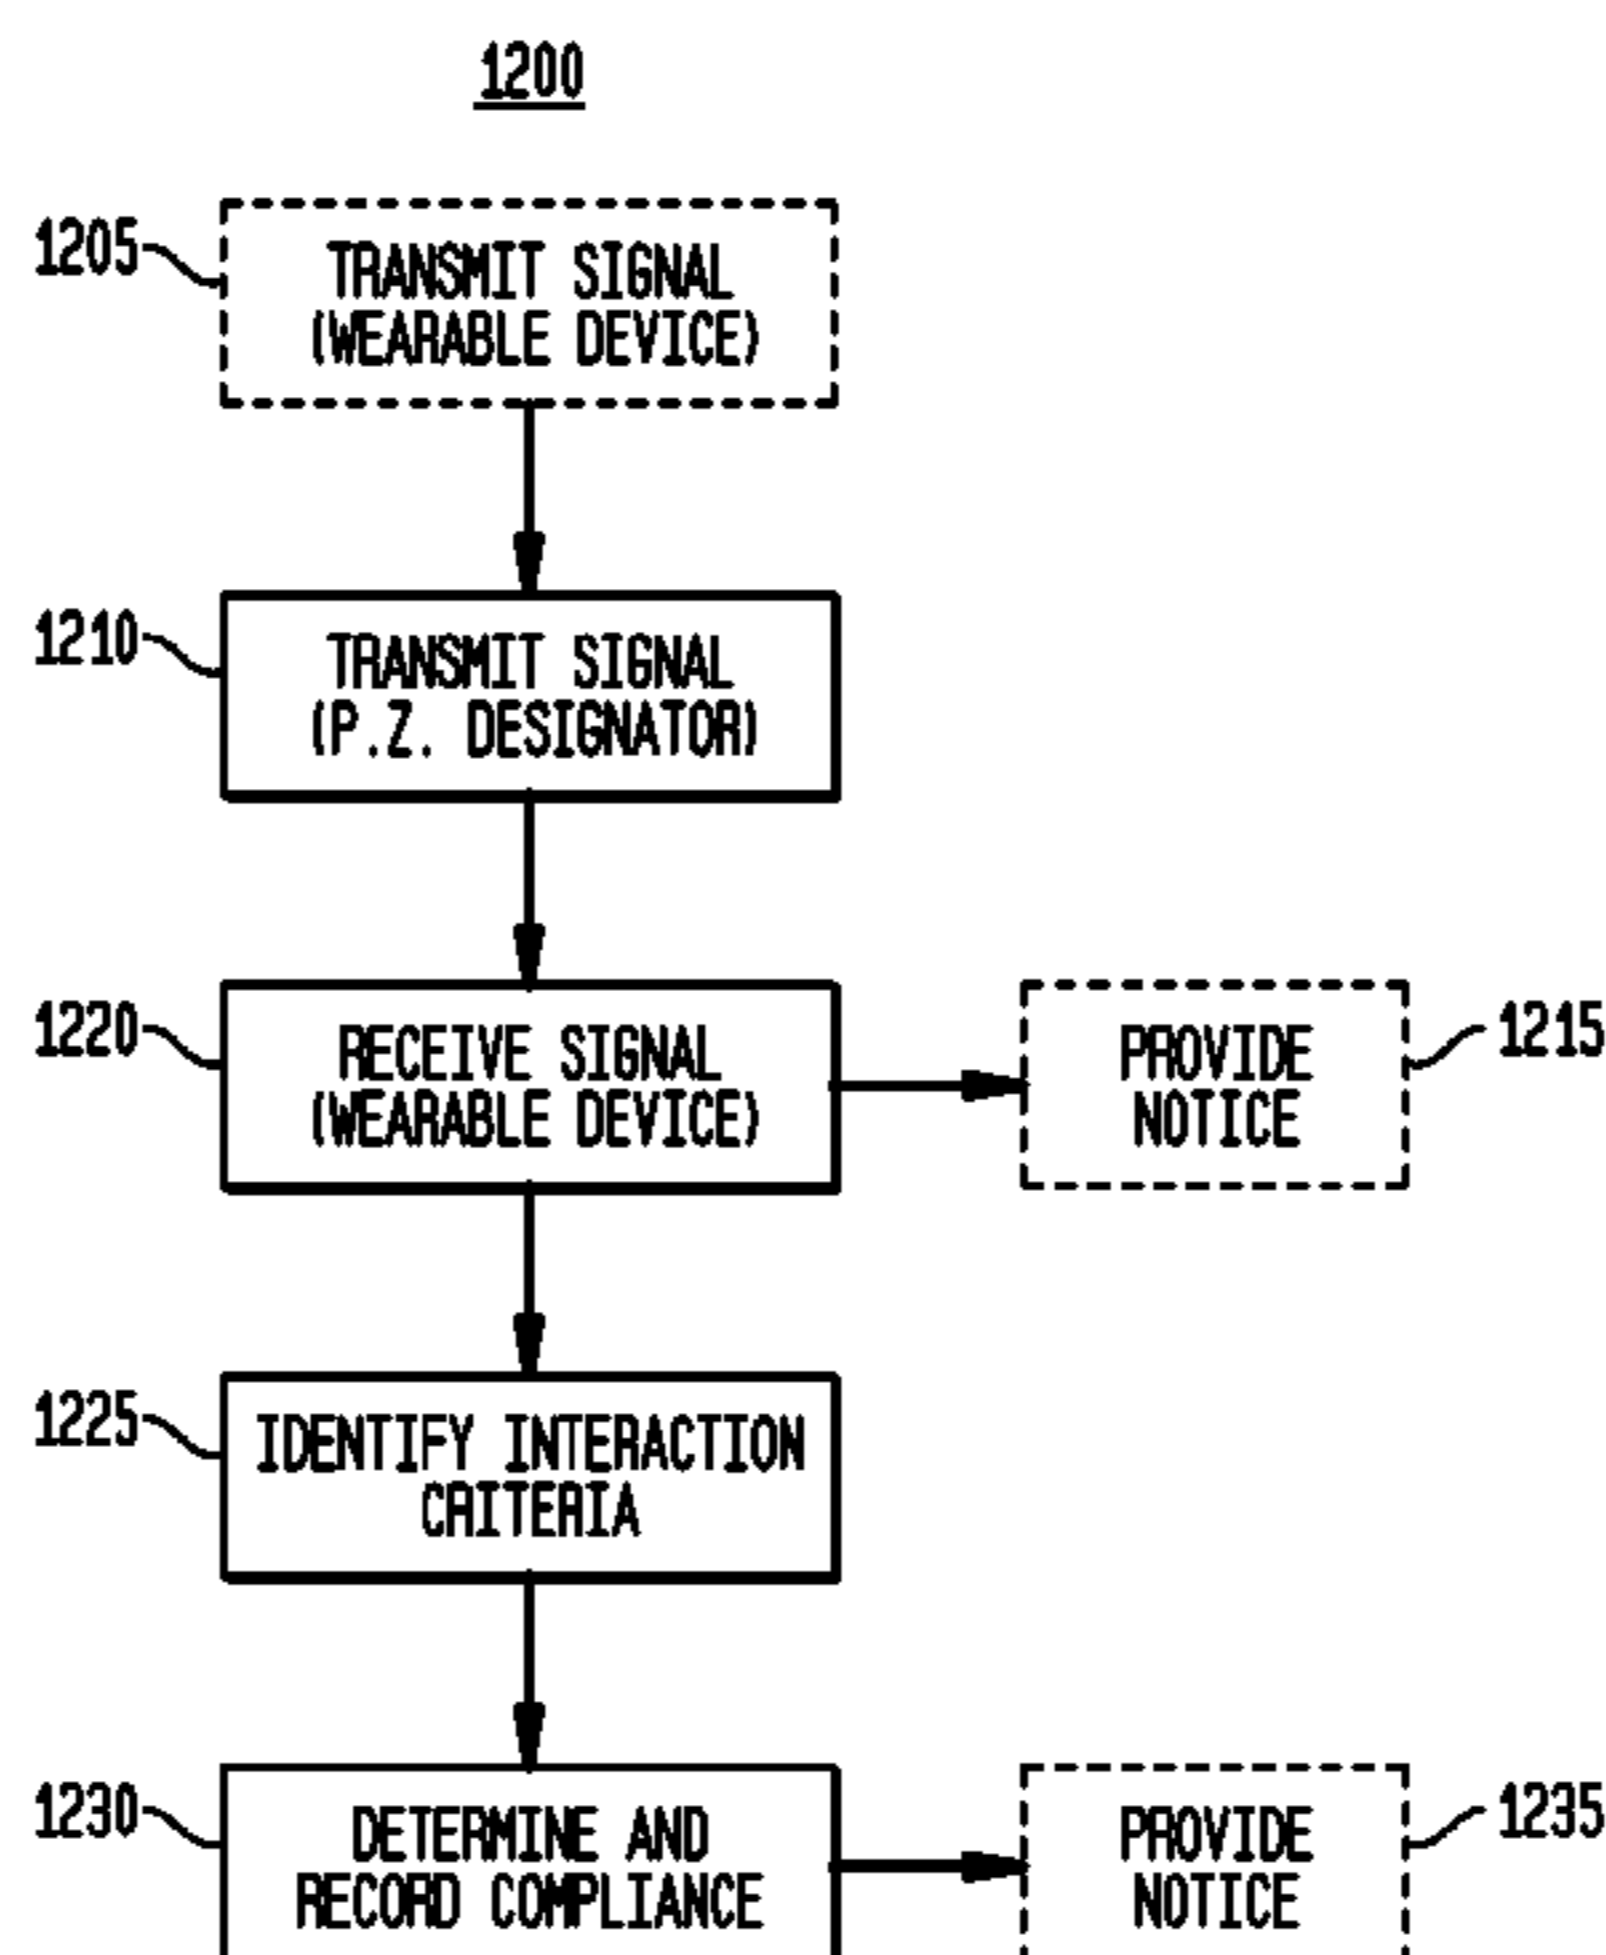 1200
1205
TRANSMIT SIGNAL
(WEARABLE DEVICE)
1210
TRANSMIT SIGNAL
(P.Z. DESIGNATOR)
1220
RECEIVE SIGNAL
(WEARABLE DEVICE)
PROVIDE
NOTICE
1215
1225
IDENTIFY INTERACTION
CRITERIA
1230
DETERMINE AND
RECORD COMPLIANCE
PROVIDE
NOTICE
1235